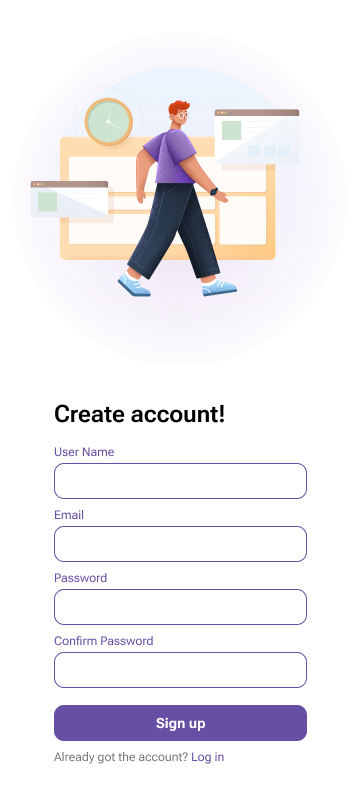 Create account!
User Name
Email
Password
Confirm Password
Sign up
Already got the account? Log in